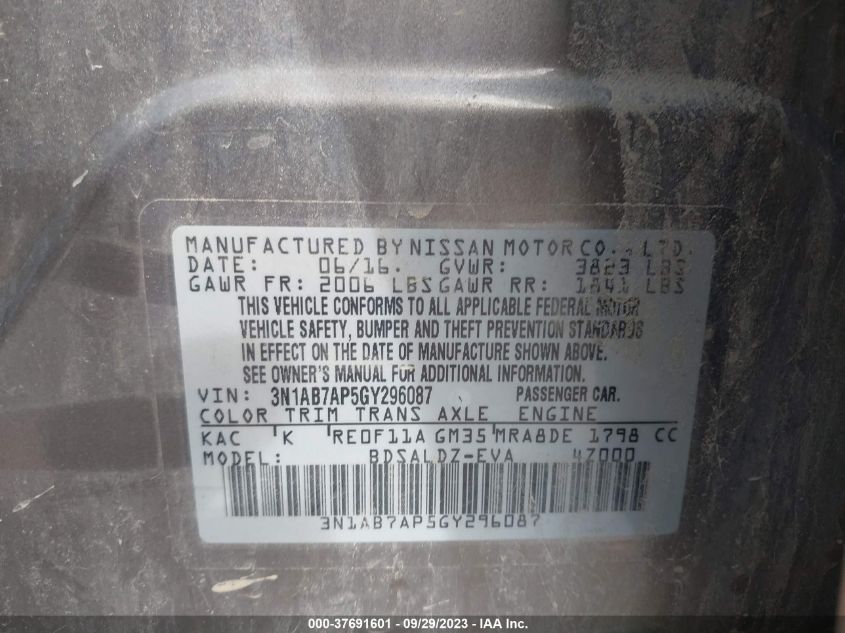 MANUFACTURED BY NISSAN MOTOR CO., LTD.
DATE: 06/16. GVWR: 3823 LBS
GAWR FR: 2006 LBS GAWR RR: 1841 LBS
THIS VEHICLE CONFORMS TO ALL APPLICABLE FEDERAL MOTOR
VEHICLE SAFETY, BUMPER AND THEFT PREVENTION STANDARDS
IN EFFECT ON THE DATE OF MANUFACTURE SHOWN ABOVE.
SEE OWNER'S MANUAL FOR ADDITIONAL INFORMATION.
VIN: 3N1AB7AP5GY296087 PASSENGER CAR.
COLOR TRIM TRANS AXLE ENGINE
KAC K RE0F11A GM35 MRA8DE 1798 CC
MODEL: BDSALDZ-EVA 4Z000
3N1AB7AP5GY296087
000-37691601 - 09/29/2023 - IAA Inc.